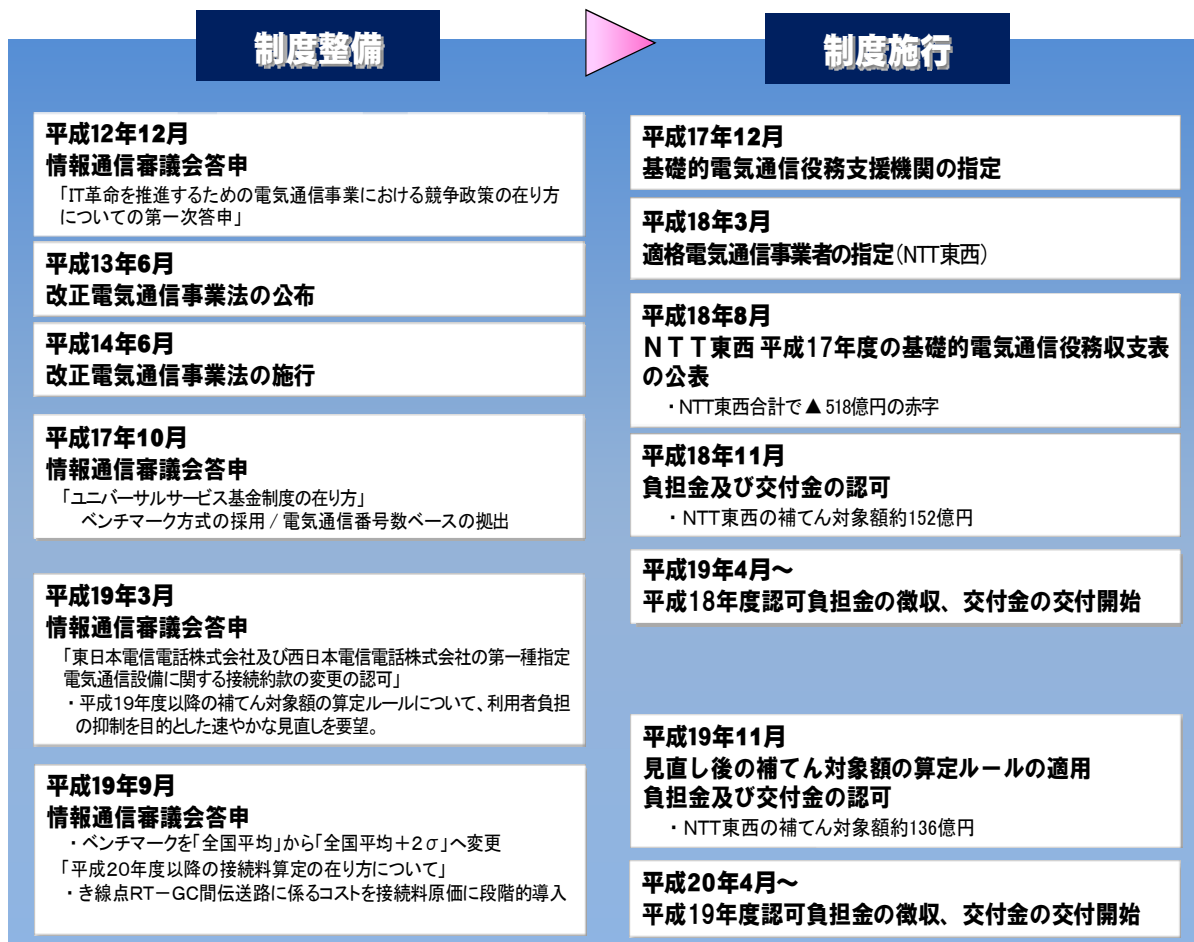 制度整備
制度施行
平成12年12月
情報通信審議会答申
「IT革命を推進するための電気通信事業における競争政策の在り方
についての第一次答申」
平成13年6月
改正電気通信事業法の公布
平成14年6月
改正電気通信事業法の施行
平成17年10月
情報通信審議会答申
「ユニバーサルサービス基金制度の在り方」
ベンチマーク方式の採用/電気通信番号数ベースの拠出
平成19年3月
情報通信審議会答申
「東日本電信電話株式会社及び西日本電信電話株式会社の第一種指定
電気通信設備に関する接続約款の変更の認可」
・平成19年度以降の補てん対象額の算定ルールについて、利用者負担
の抑制を目的とした速やかな見直しを要望。
平成19年9月
情報通信審議会答申
・ベンチマークを「全国平均」から「全国平均+2σ」へ変更
「平成20年度以降の接続料算定の在り方について」
・き線点RT-GC間伝送路に係るコストを接続料原価に段階的導入
平成17年12月
基礎的電気通信役務支援機関の指定
平成18年3月
適格電気通信事業者の指定(NTT東西)
平成18年8月
NTT東西 平成17年度の基礎的電気通信役務収支表
の公表
・NTT東西合計で▲518億円の赤字
平成18年11月
負担金及び交付金の認可
・NTT東西の補てん対象額約152億円
平成19年4月〜
平成18年度認可負担金の徴収、交付金の交付開始
平成19年11月
見直し後の補てん対象額の算定ルールの適用
負担金及び交付金の認可
・NTT東西の補てん対象額約136億円
平成20年4月〜
平成19年度認可負担金の徴収、交付金の交付開始